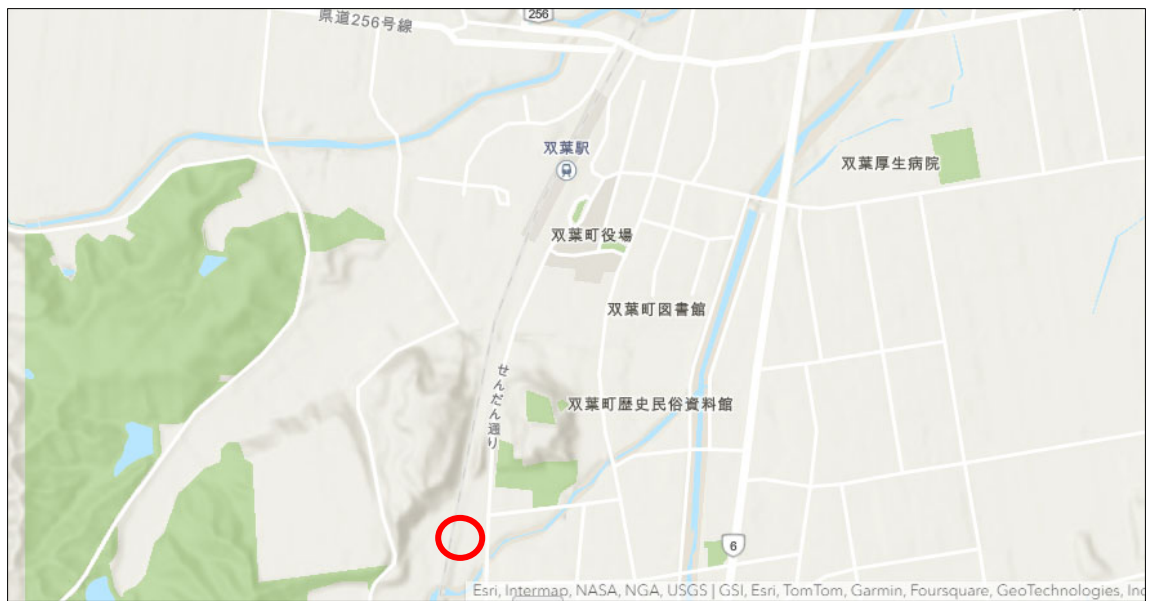 県道256号線
256
双葉駅
双葉厚生病院
双葉町役場
双葉町図書館
せんだん通り
双葉町歴史民俗資料館
6
Esri, Intermap, NASA, NGA, USGS | GSI, Esri, TomTom, Garmin, Foursquare, GeoTechnologies, Inc